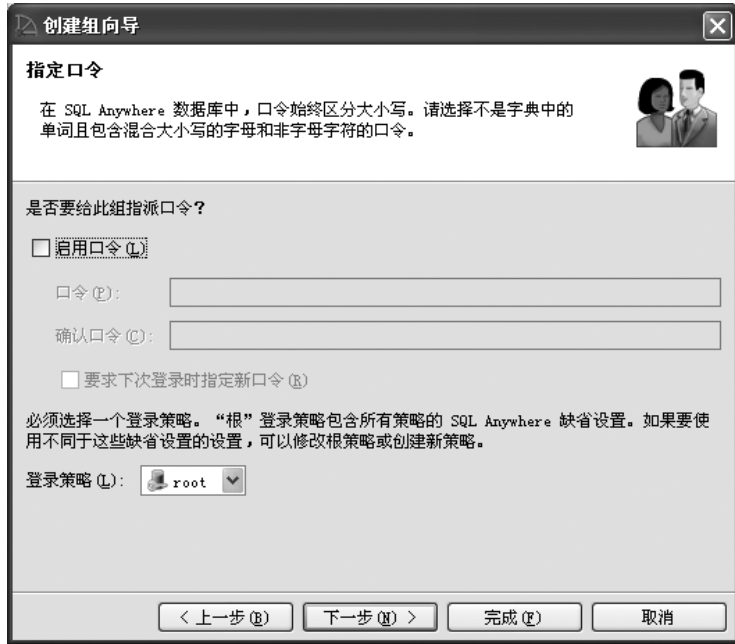 创建组向导
指定口令
在 SQL Anywhere 数据库中，口令始终区分大小写。请选择不是字典中的
单词且包含混合大小写的字母和非字母字符的口令。
是否要给此组指派口令？
启用口令(L)
口令(P)：
确认口令(C)：
要求下次登录时指定新口令(R)
必须选择一个登录策略。“根”登录策略包含所有策略的 SQL Anywhere 缺省设置。如果要使
用不同于这些缺省设置的设置，可以修改根策略或创建新策略。
登录策略(L)： root
< 上一步(B) 下一步(N) > 完成(F) 取消